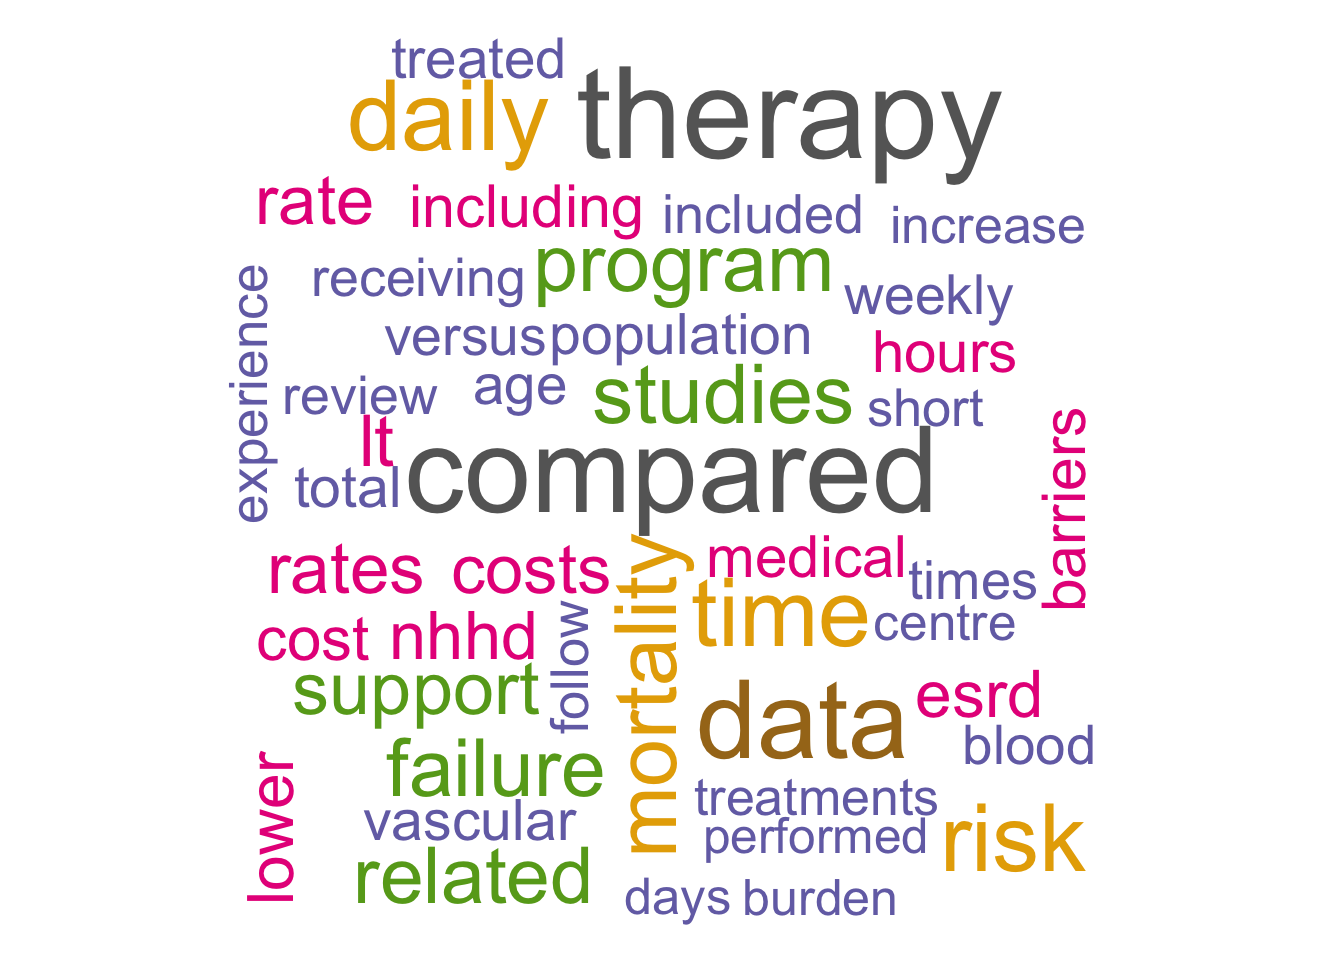 treated
daily therapy
rate including included increase
receiving program weekly
experience
versus population hours
review age studies short
lt
total compared
barriers
rates costs medical times
mortality
time centre
cost nhhd
follow
support data esrd
blood
failure
lower
vascular treatments
performed risk
related days burden